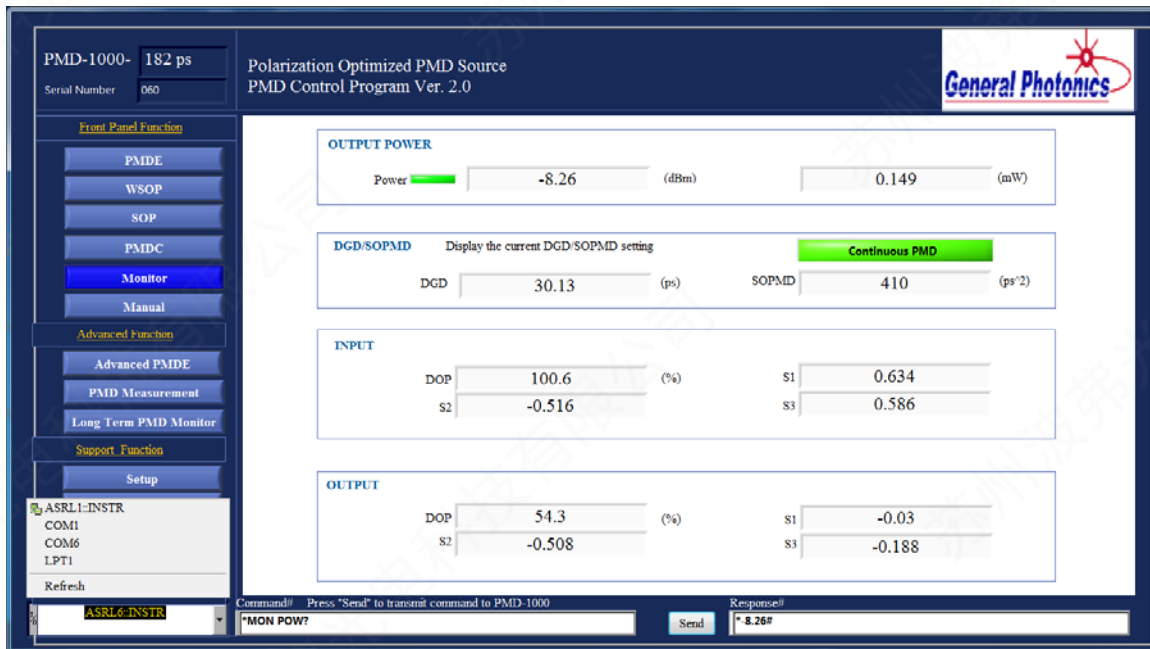 PMD-1000- 182 ps
Serial Number 060
Polarization Optimized PMD Source
PMD Control Program Ver. 2.0
General Photonics
Front Panel Function
PMDE
WSOP
SOP
PMDC
Monitor
Manual
Advanced Function
Advanced PMDE
PMD Measurement
Long Term PMD Monitor
Support Function
Setup
ASRL1::INSTR
COM1
COM6
LPT1
Refresh
ASRL6::INSTR
OUTPUT POWER
Power -8.26 (dBm) 0.149 (mW)
DGD/SOPMD Display the current DGD/SOPMD setting Continuous PMD
DGD 30.13 (ps) SOPMD 410 (ps^2)
INPUT
DOP 100.6 (%) S1 0.634
S2 -0.516 S3 0.586
OUTPUT
DOP 54.3 (%) S1 -0.03
S2 -0.508 S3 -0.188
Command# Press "Send" to transmit command to PMD-1000 Response#
*MON POW? Send *-8.26#